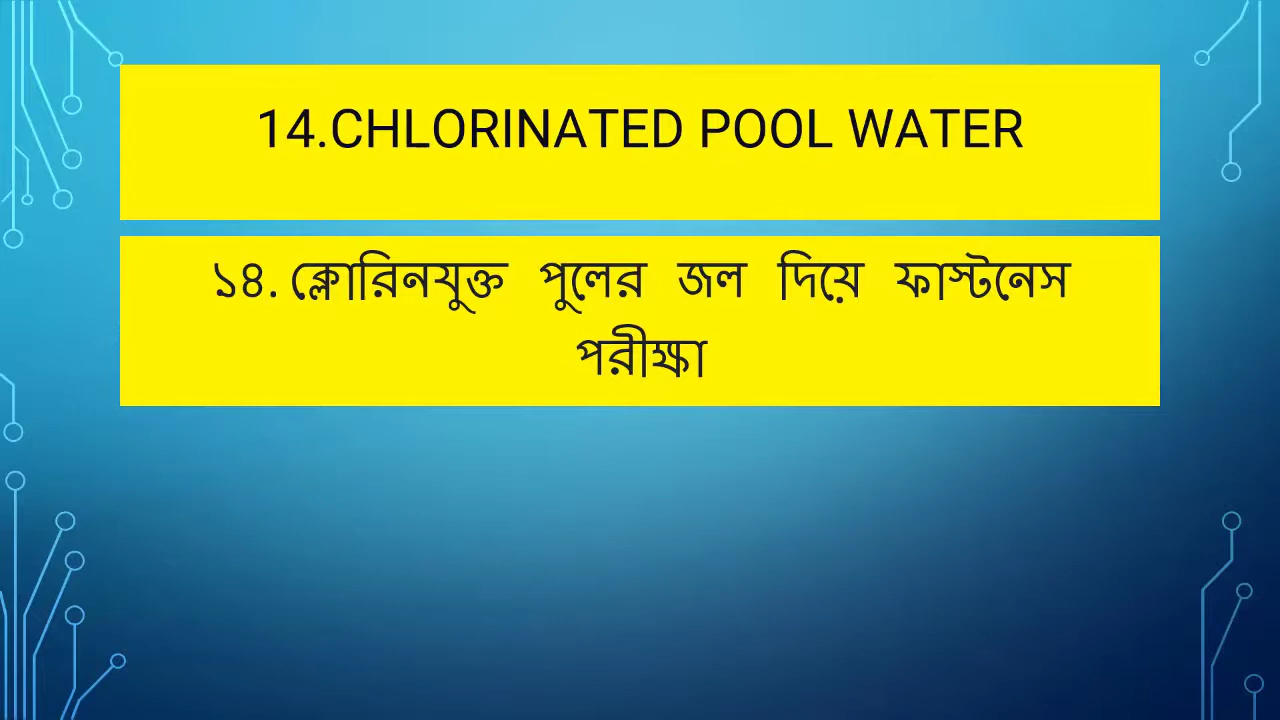 14.CHLORINATED POOL WATER
১৪. ক্লোরিনযুক্ত পুলের জল দিয়ে ফাস্টনেস
পরীক্ষা